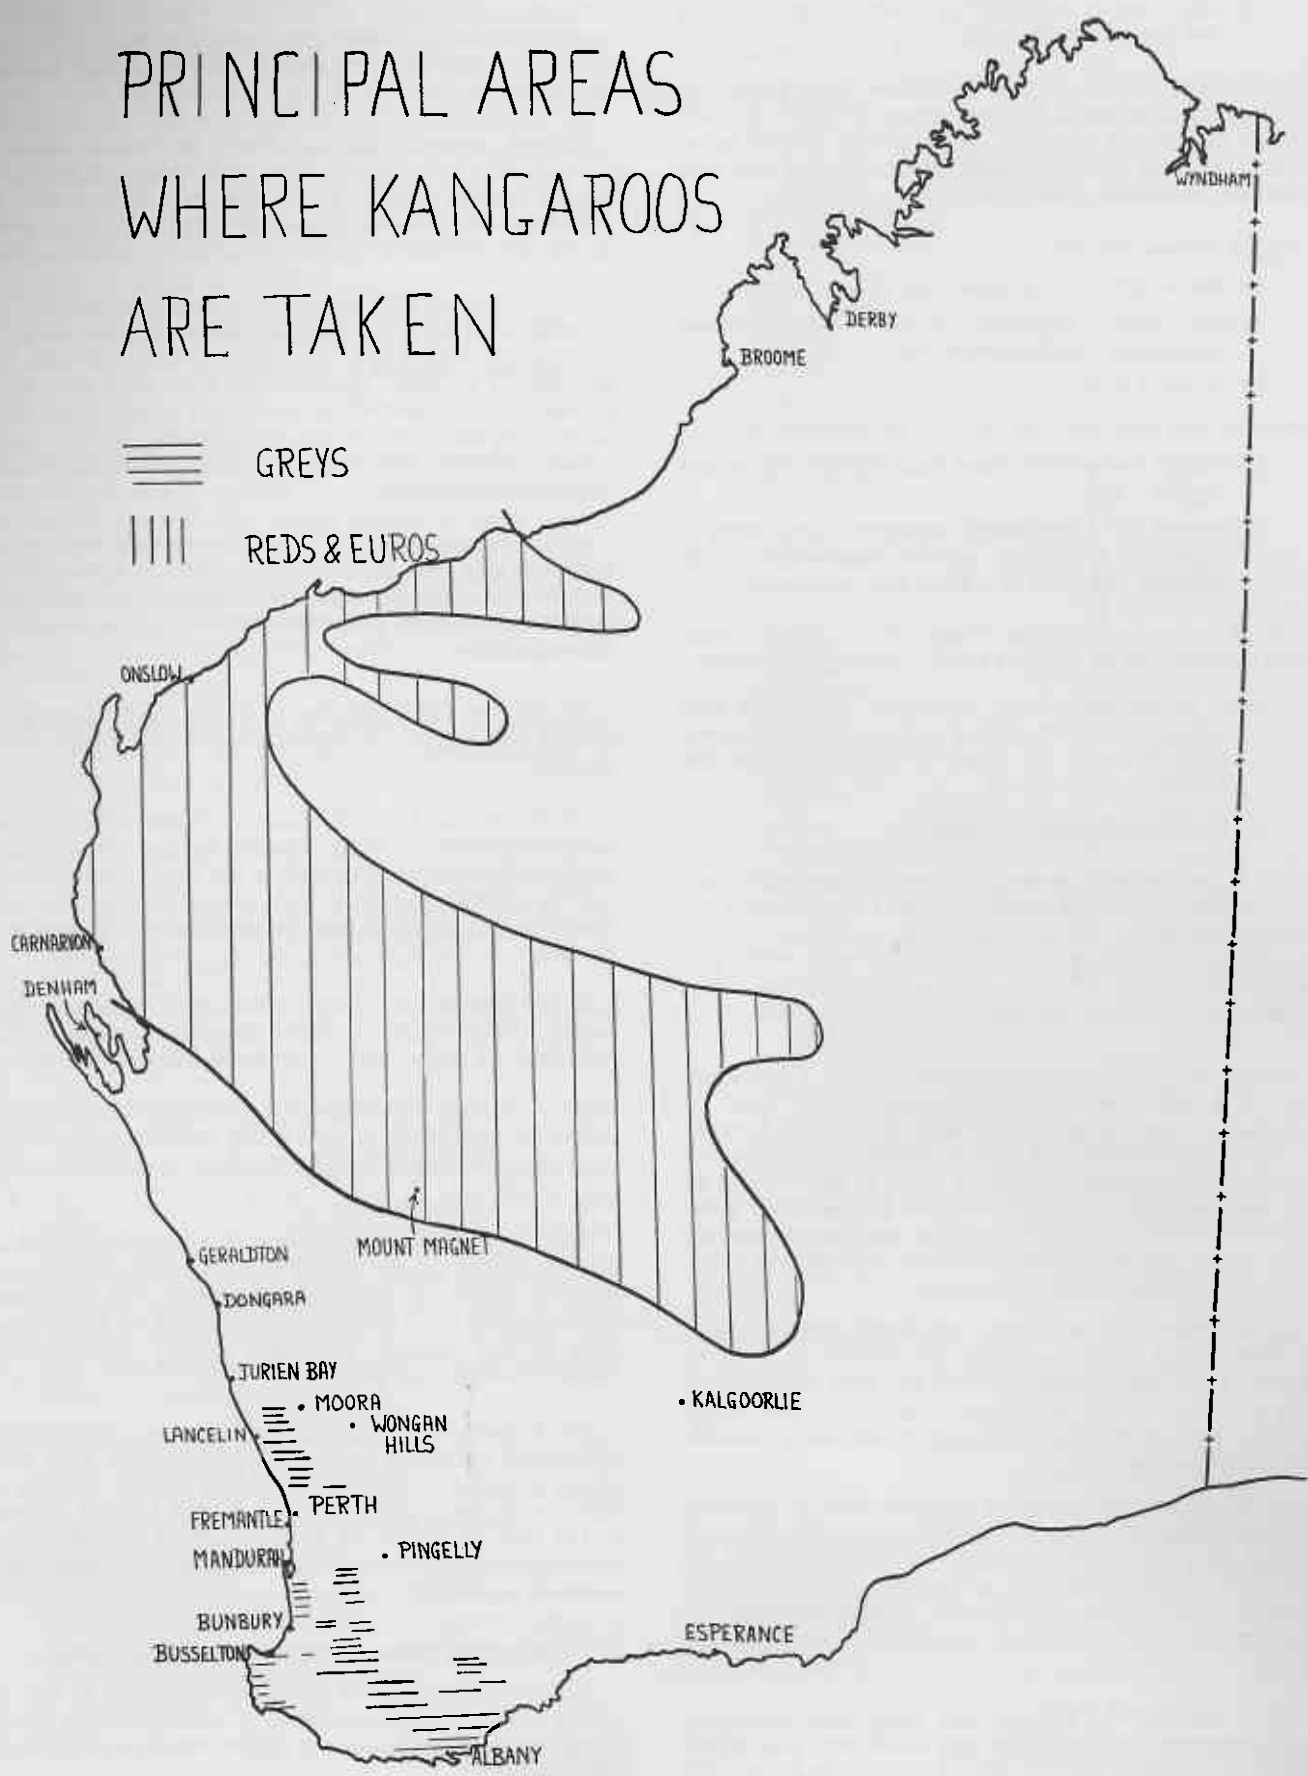 PRINCIPAL AREAS
WHERE KANGAROOS
ARE TAKEN
GREYS
REDS & EUROS
WYNDHAM
DERBY
BROOME
ONSLOW
CARNARVON
DENHAM
MOUNT MAGNET
GERALDTON
DONGARA
JURIEN BAY
MOORA
KALGOORLIE
WONGAN
HILLS
LANCELIN
PERTH
FREMANTLE
PINGELLY
MANDURAH
BUNBURY
ESPERANCE
BUSSELTON
ALBANY